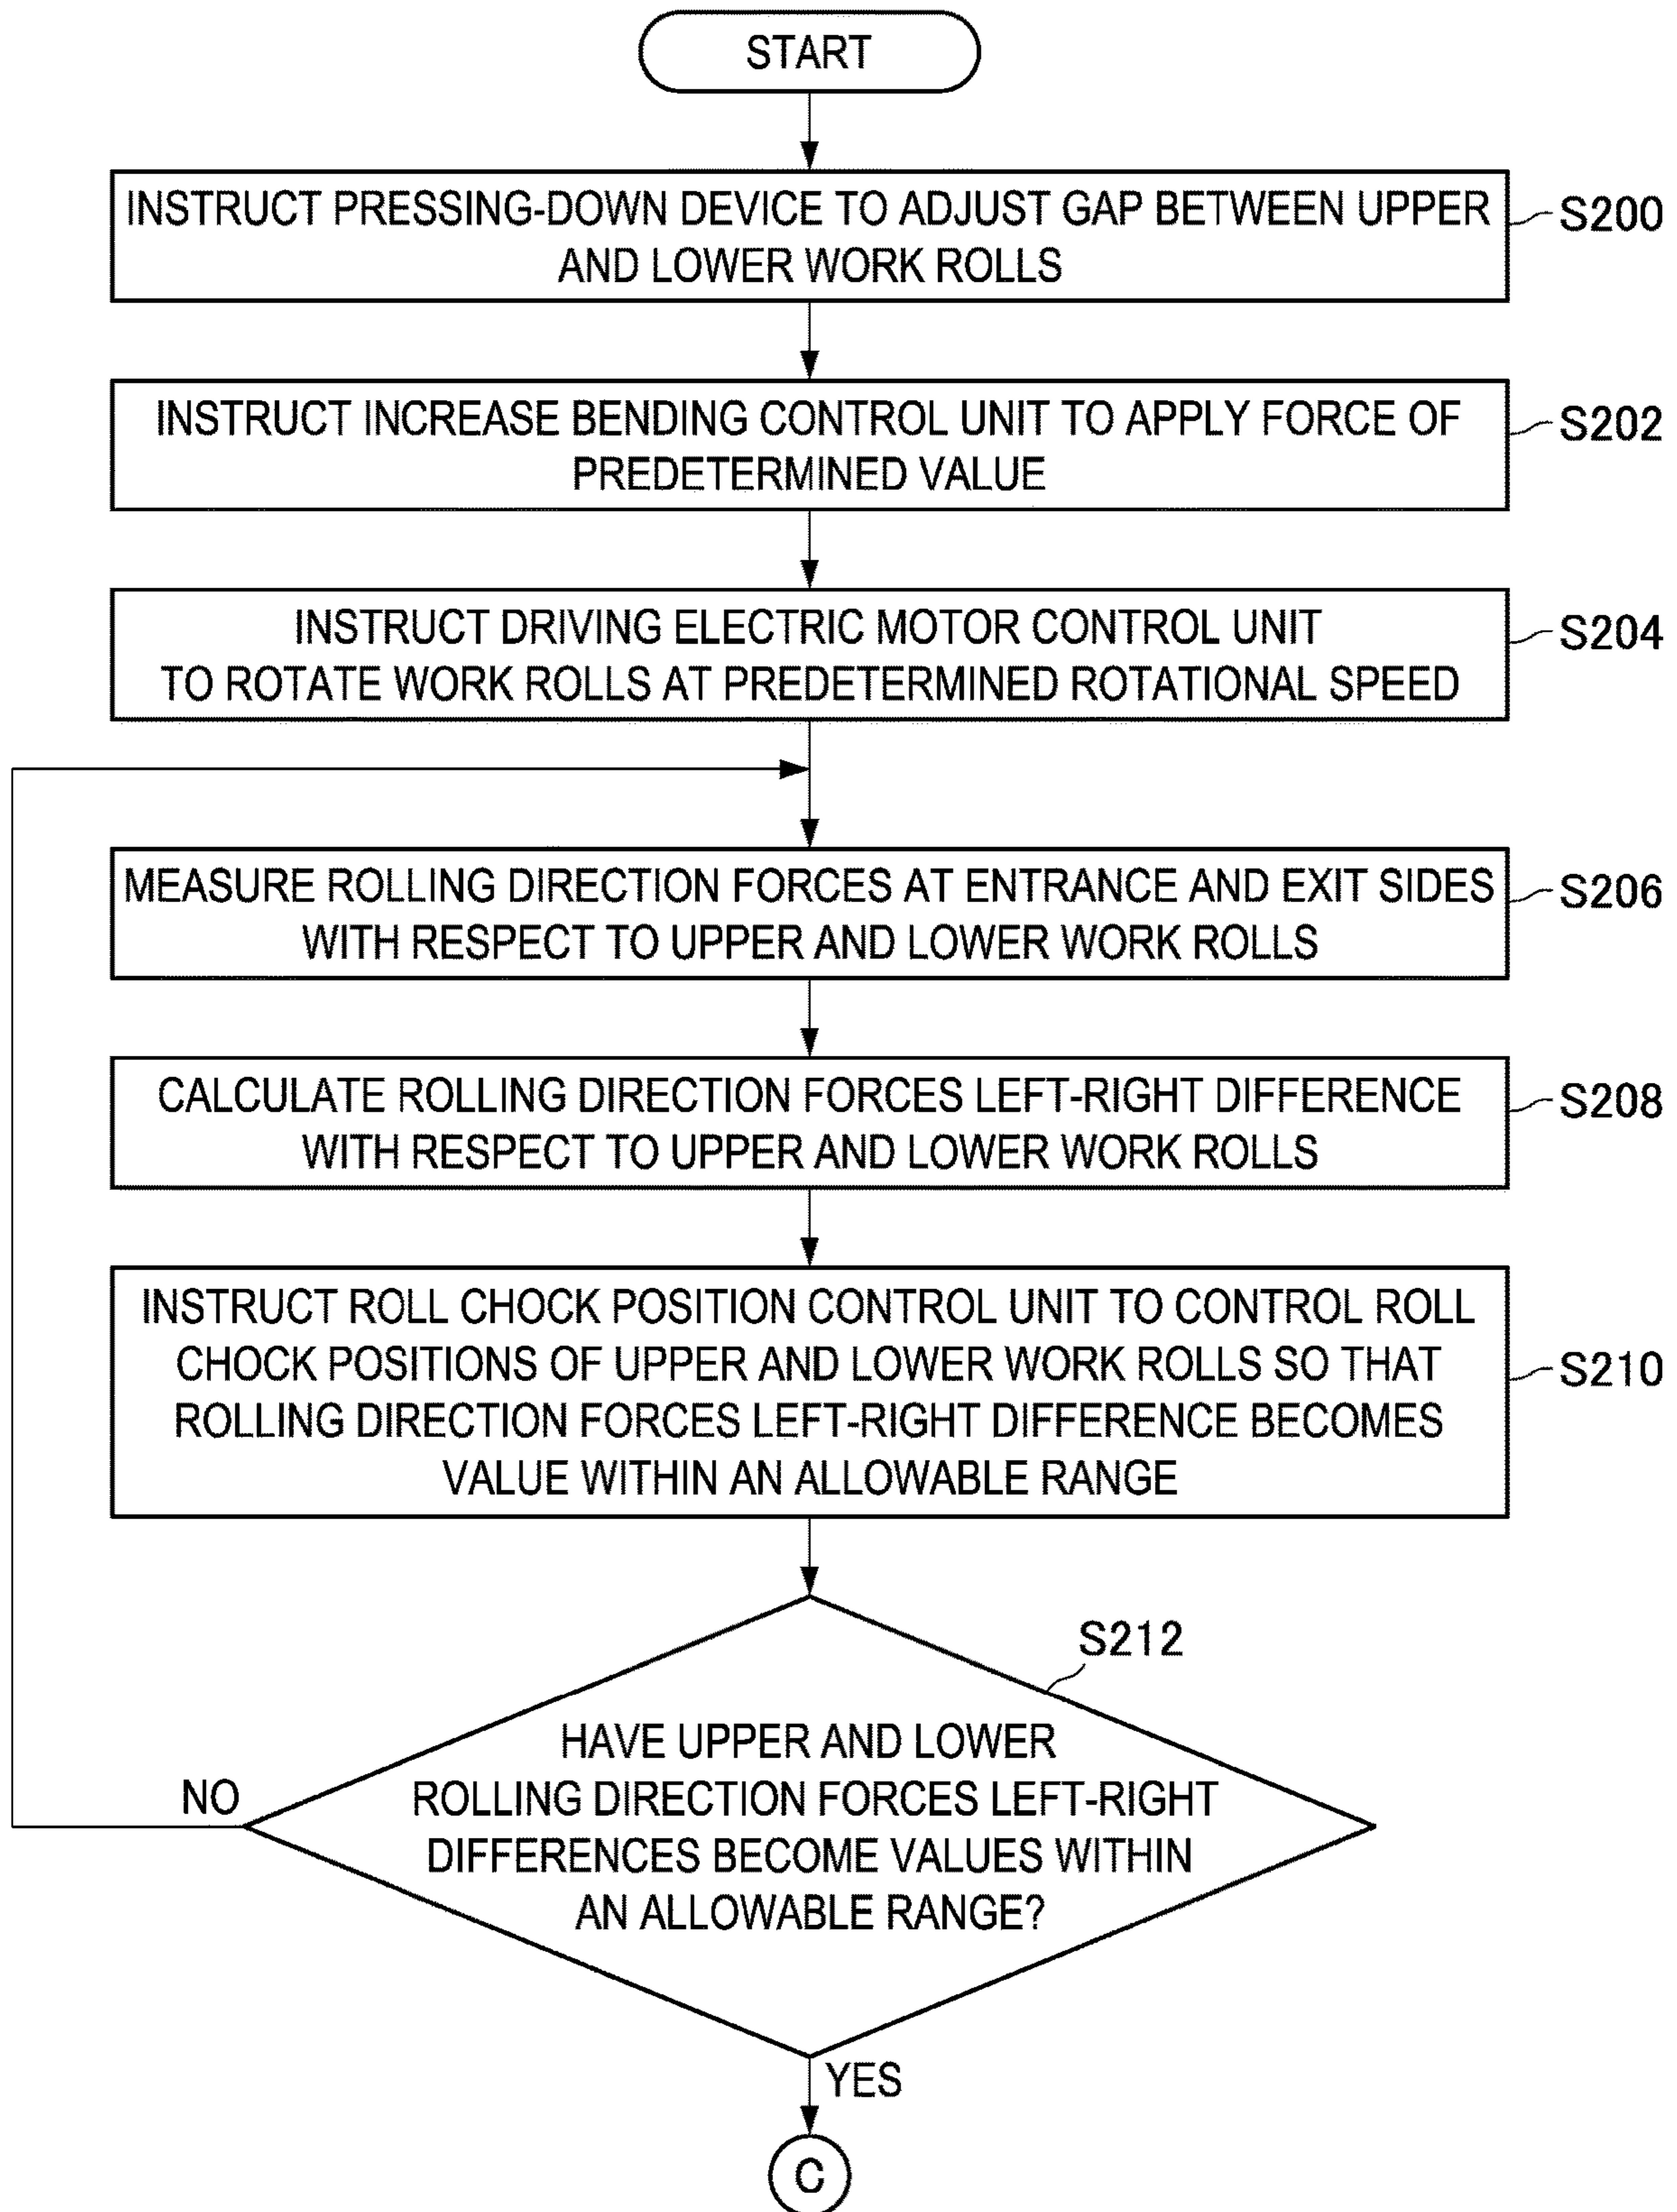 START
INSTRUCT PRESSING-DOWN DEVICE TO ADJUST GAP BETWEEN UPPER
AND LOWER WORK ROLLS
S200
INSTRUCT INCREASE BENDING CONTROL UNIT TO APPLY FORCE OF
PREDETERMINED VALUE
S202
INSTRUCT DRIVING ELECTRIC MOTOR CONTROL UNIT
TO ROTATE WORK ROLLS AT PREDETERMINED ROTATIONAL SPEED
S204
MEASURE ROLLING DIRECTION FORCES AT ENTRANCE AND EXIT SIDES
WITH RESPECT TO UPPER AND LOWER WORK ROLLS
S206
CALCULATE ROLLING DIRECTION FORCES LEFT-RIGHT DIFFERENCE
WITH RESPECT TO UPPER AND LOWER WORK ROLLS
S208
INSTRUCT ROLL CHOCK POSITION CONTROL UNIT TO CONTROL ROLL
CHOCK POSITIONS OF UPPER AND LOWER WORK ROLLS SO THAT
ROLLING DIRECTION FORCES LEFT-RIGHT DIFFERENCE BECOMES
VALUE WITHIN AN ALLOWABLE RANGE
S210
S212
HAVE UPPER AND LOWER
ROLLING DIRECTION FORCES LEFT-RIGHT
DIFFERENCES BECOME VALUES WITHIN
AN ALLOWABLE RANGE?
NO
YES
C